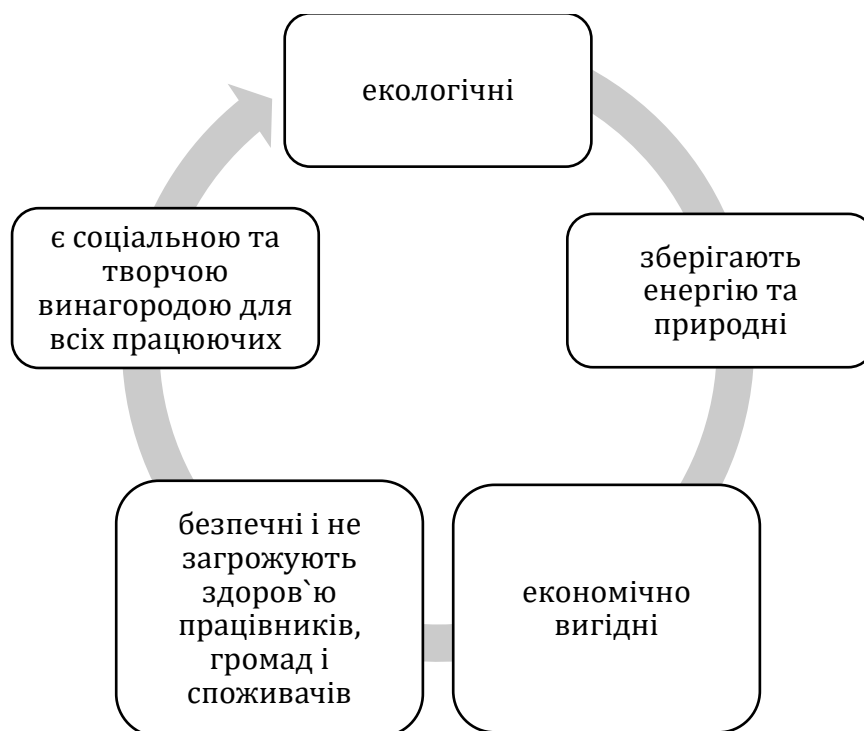 екологічні
зберігають
енергію та
природні
економічно
вигідні
безпечні і не
загрожують
здоров`ю
працівників,
громад і
споживачів
є соціальною та
творчою
винагородою для
всіх працюючих